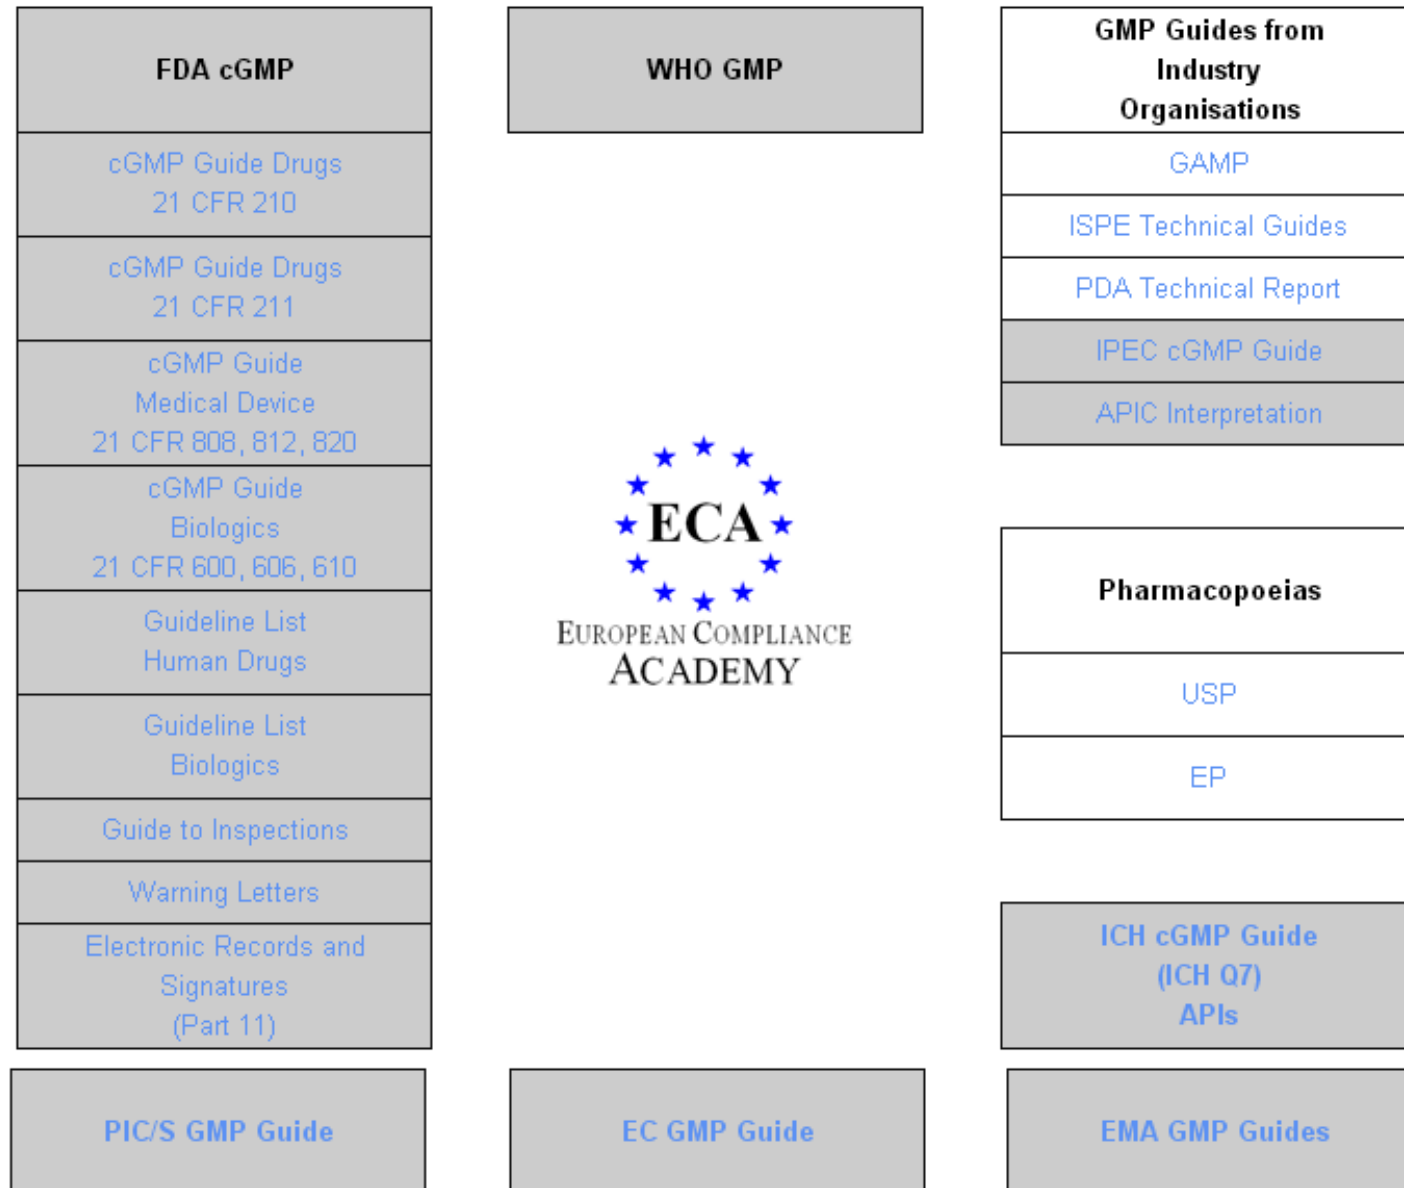 FDA cGMP
cGMP Guide Drugs
21 CFR 210
cGMP Guide Drugs
21 CFR 211
cGMP Guide
Medical Device
21 CFR 808, 812, 820
cGMP Guide
Biologics
21 CFR 600, 606, 610
Guideline List
Human Drugs
Guideline List
Biologics
Guide to Inspections
Warning Letters
Electronic Records and
Signatures
(Part 11)
WHO GMP
ECA
EUROPEAN COMPLIANCE
ACADEMY
GMP Guides from
Industry
Organisations
GAMP
ISPE Technical Guides
PDA Technical Report
IPEC cGMP Guide
APIC Interpretation
Pharmacopoeias
USP
EP
ICH cGMP Guide
(ICH Q7)
APIs
PIC/S GMP Guide
EC GMP Guide
EMA GMP Guides